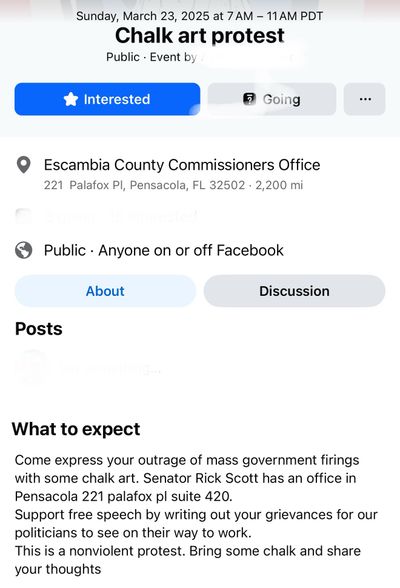 Sunday, March 23, 2025 at 7 AM – 11 AM PDT
Chalk art protest
Public · Event by
Interested
Going
Escambia County Commissioners Office
221 Palafox Pl, Pensacola, FL 32502 · 2,200 mi
Public · Anyone on or off Facebook
About
Discussion
Posts
What to expect
Come express your outrage of mass government firings
with some chalk art. Senator Rick Scott has an office in
Pensacola 221 palafox pl suite 420.
Support free speech by writing out your grievances for our
politicians to see on their way to work.
This is a nonviolent protest. Bring some chalk and share
your thoughts